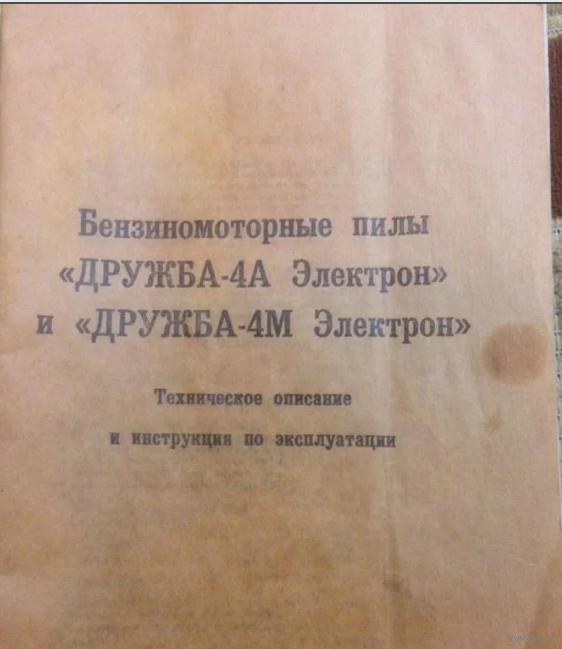 Бензиномоторные пилы
«ДРУЖБА-4А Электрон»
и «ДРУЖБА-4М Электрон»
Техническое описание
и инструкция по эксплуатации